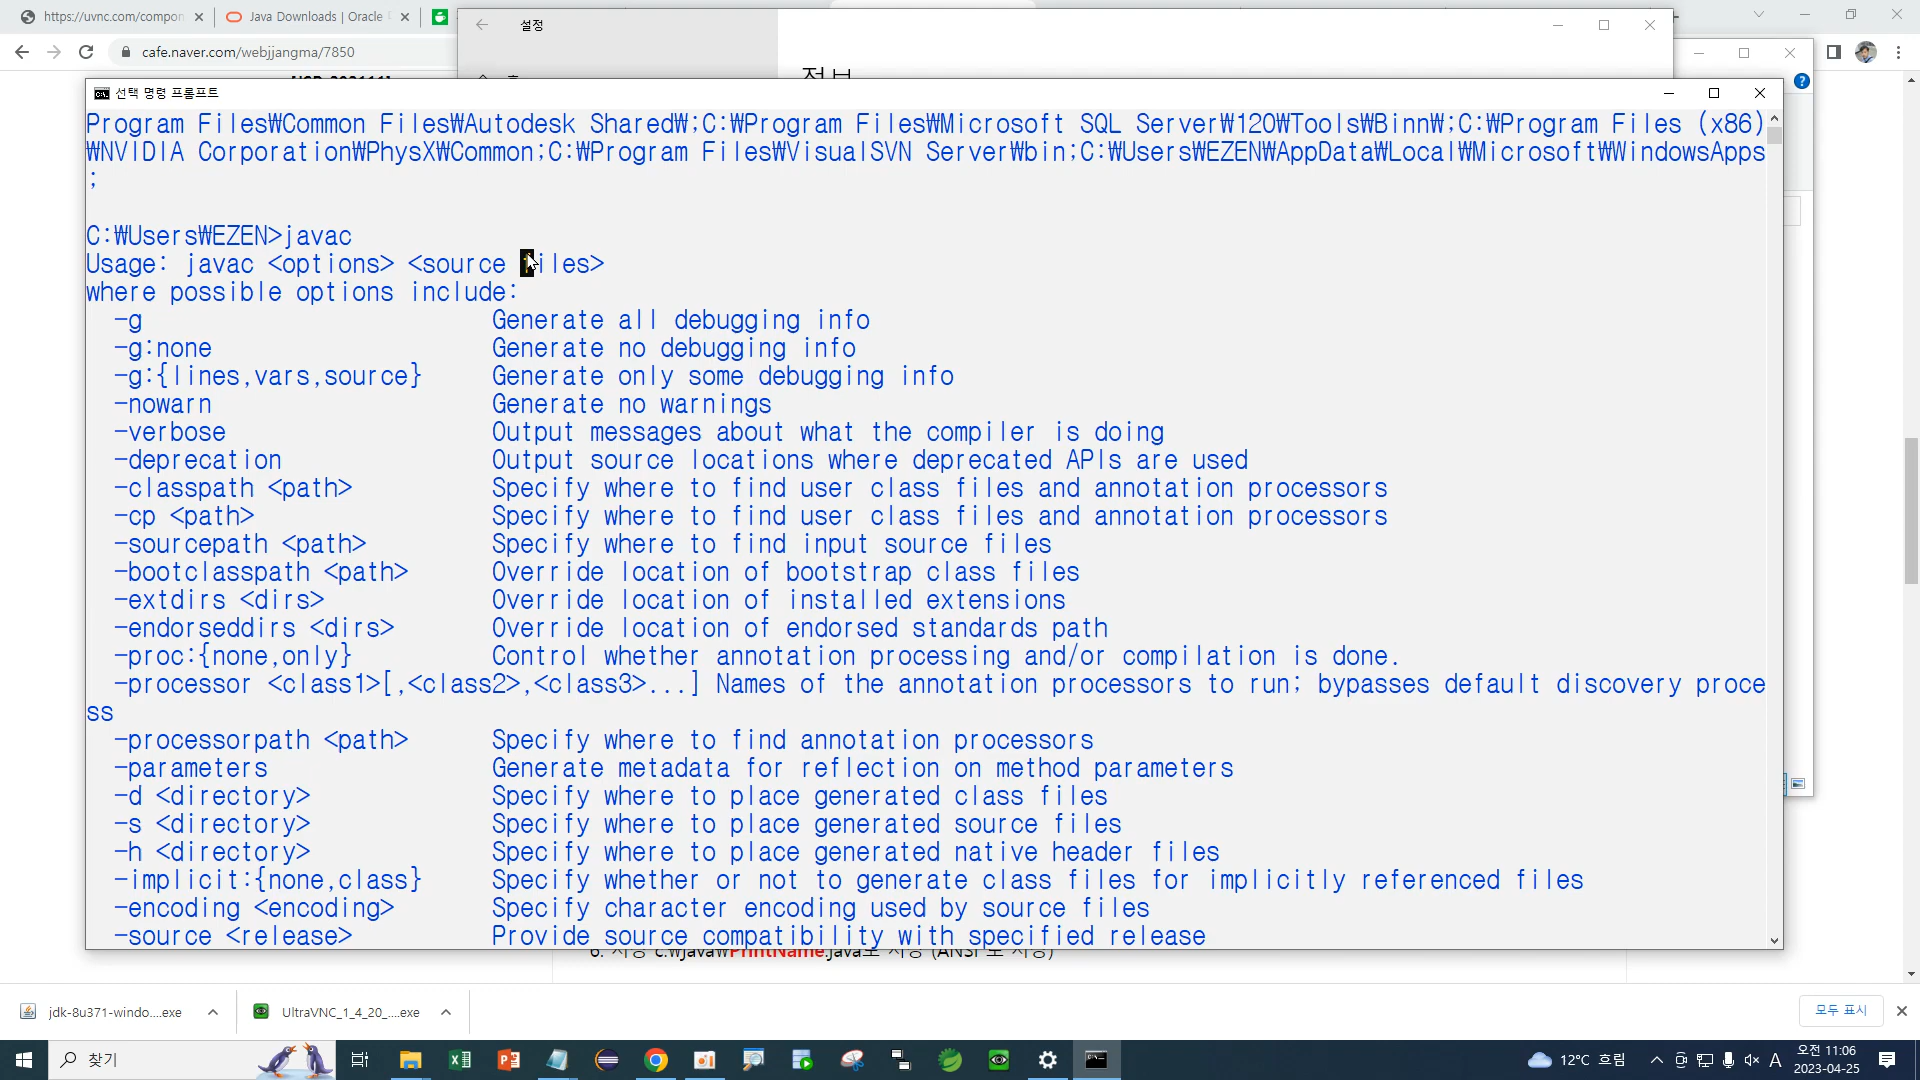 https://uvnc.com/compon
Java Downloads | Oracle
설정
cafe.naver.com/webjjangma/7850
선택 명령 프롬프트
Program Files₩Common Files₩Autodesk Shared₩;C:₩Program Files₩Microsoft SQL Server₩120₩Tools₩Binn₩;C:₩Program Files (x86)
₩NVIDIA Corporation₩PhysX₩Common;C:₩Program Files₩VisualSVN Server₩bin;C:₩Users₩EZEN₩AppData₩Local₩Microsoft₩WindowsApps
;
C:₩Users₩EZEN>javac
Usage: javac <options> <source files>
where possible options include:
-g Generate all debugging info
-g:none Generate no debugging info
-g:{lines,vars,source} Generate only some debugging info
-nowarn Generate no warnings
-verbose Output messages about what the compiler is doing
-deprecation Output source locations where deprecated APIs are used
-classpath <path> Specify where to find user class files and annotation processors
-cp <path> Specify where to find user class files and annotation processors
-sourcepath <path> Specify where to find input source files
-bootclasspath <path> Override location of bootstrap class files
-extdirs <dirs> Override location of installed extensions
-endorseddirs <dirs> Override location of endorsed standards path
-proc:{none,only} Control whether annotation processing and/or compilation is done.
-processor <class1>[,<class2>,<class3>...] Names of the annotation processors to run; bypasses default discovery proce
ss
-processorpath <path> Specify where to find annotation processors
-parameters Generate metadata for reflection on method parameters
-d <directory> Specify where to place generated class files
-s <directory> Specify where to place generated source files
-h <directory> Specify where to place generated native header files
-implicit:{none,class} Specify whether or not to generate class files for implicitly referenced files
-encoding <encoding> Specify character encoding used by source files
-source <release> Provide source compatibility with specified release
jdk-8u371-windo....exe
UltraVNC_1_4_20_....exe
모두 표시
찾기
12°C 흐림
A
오전 11:06
2023-04-25